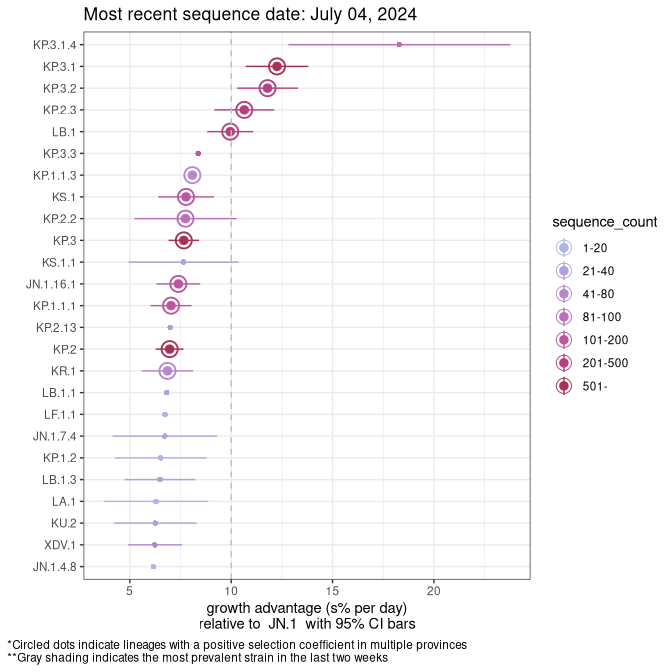 Most recent sequence date: July 04, 2024
KP.3.1.4
KP.3.1
KP.3.2
KP.2.3
LB.1
KP.3.3
KP.1.1.3
KS.1
KP.2.2
KP.3
KS.1.1
JN.1.16.1
KP.1.1.1
KP.2.13
KP.2
KR.1
LB.1.1
LF.1.1
JN.1.7.4
KP.1.2
LB.1.3
LA.1
KU.2
XDV.1
JN.1.4.8
5 10 15 20
growth advantage (s% per day)
relative to JN.1 with 95% CI bars
sequence_count
1-20
21-40
41-80
81-100
101-200
201-500
501-
*Circled dots indicate lineages with a positive selection coefficient in multiple provinces
**Gray shading indicates the most prevalent strain in the last two weeks